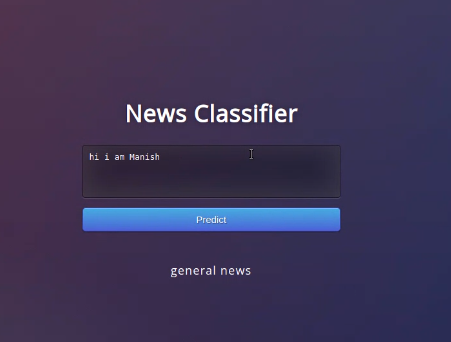 News Classifier
hi i am Manish
Predict
general news